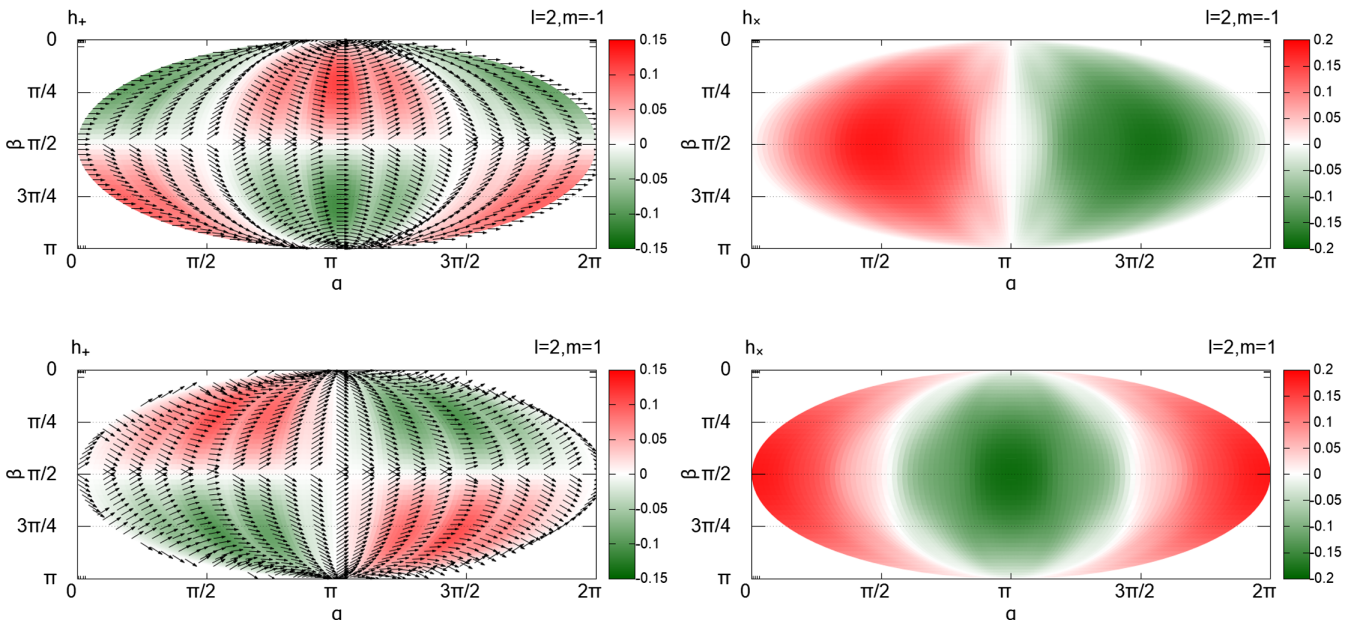 h₊ l=2,m=-1
0
π/4
β π/2
3π/4
π
0 π/2 π 3π/2 2π
α
0.15
0.1
0.05
0
-0.05
-0.1
-0.15
hₓ l=2,m=-1
0
π/4
β π/2
3π/4
π
0 π/2 π 3π/2 2π
α
0.2
0.15
0.1
0.05
0
-0.05
-0.1
-0.15
-0.2
h₊ l=2,m=1
0
π/4
β π/2
3π/4
π
0 π/2 π 3π/2 2π
α
0.15
0.1
0.05
0
-0.05
-0.1
-0.15
hₓ l=2,m=1
0
π/4
β π/2
3π/4
π
0 π/2 π 3π/2 2π
α
0.2
0.15
0.1
0.05
0
-0.05
-0.1
-0.15
-0.2